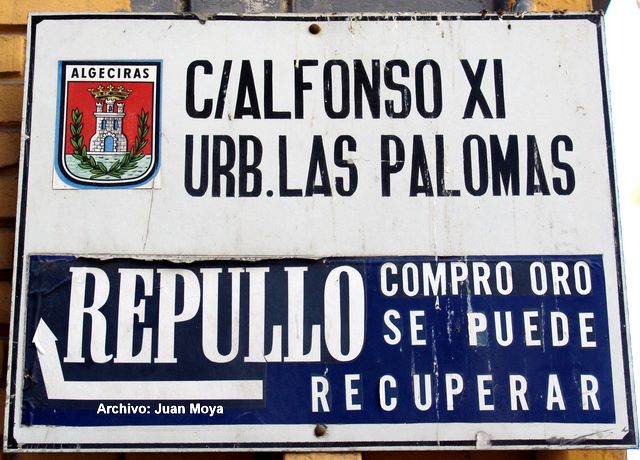 ALGECIRAS
C/ALFONSO XI
URB. LAS PALOMAS
REPULLO
COMPRO ORO
SE PUEDE
RECUPERAR
Archivo: Juan Moya